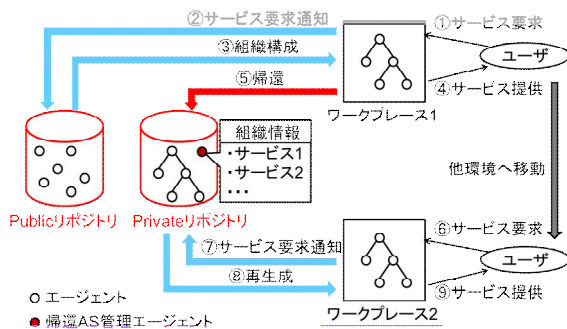 ②サービス要求通知
①サービス要求
③組織構成
ユーザ
⑤帰還
④サービス提供
ワークプレース1
組織情報
・サービス1
・サービス2
・・・
他環境へ移動
Publicリポジトリ
Privateリポジトリ
⑥サービス要求
⑦サービス要求通知
ユーザ
⑧再生成
⑨サービス提供
ワークプレース2
エージェント
帰還AS管理エージェント